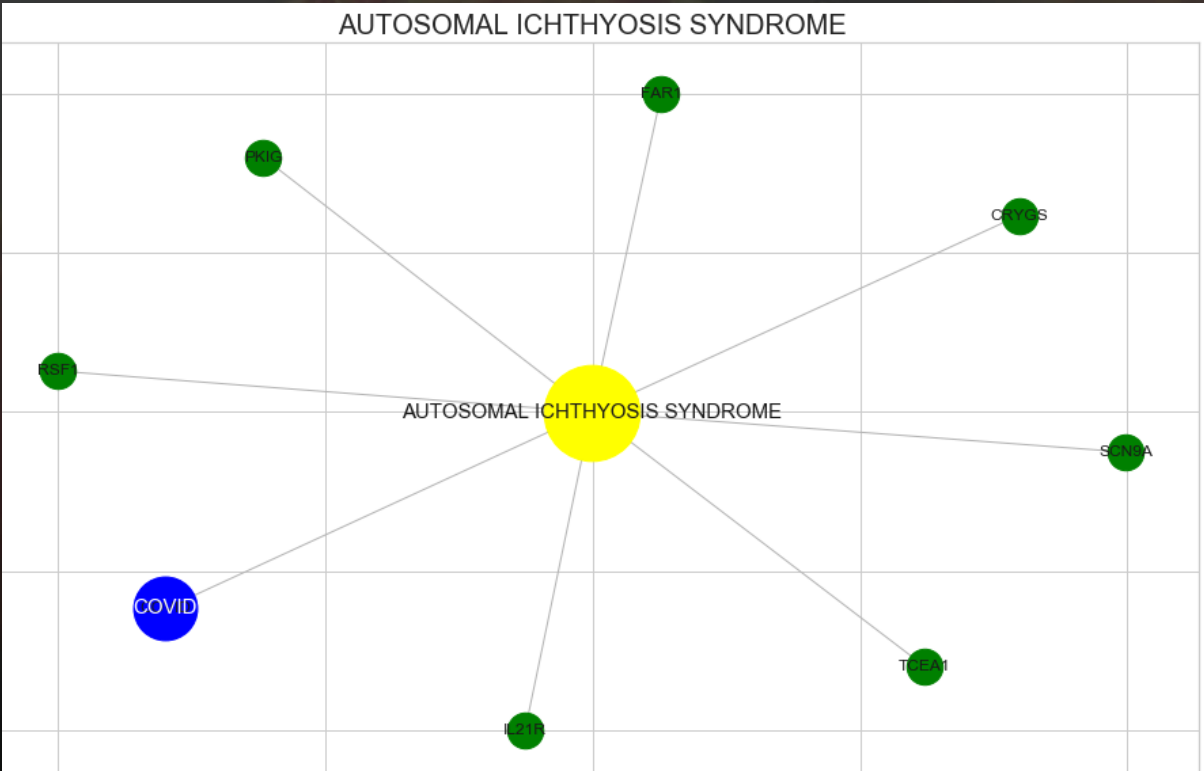 AUTOSOMAL ICHTHYOSIS SYNDROME
FAR1
PKIG
CRYGS
RSF1
AUTOSOMAL ICHTHYOSIS SYNDROME
SCN9A
COVID
TCEA1
IL21R